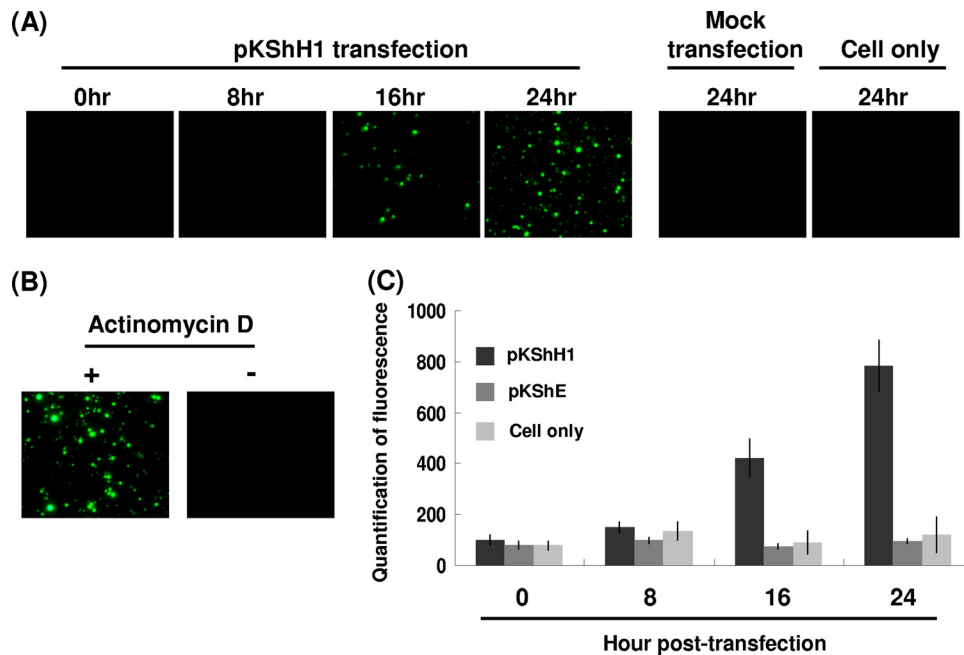 (A)
pKShH1 transfection
Mock
transfection
Cell only
0hr 8hr 16hr 24hr 24hr 24hr
(B)
Actinomycin D
+ -
(C)
Quantification of fluorescence
1000
800
600
400
200
0
pKShH1
pKShE
Cell only
0 8 16 24
Hour post-transfection